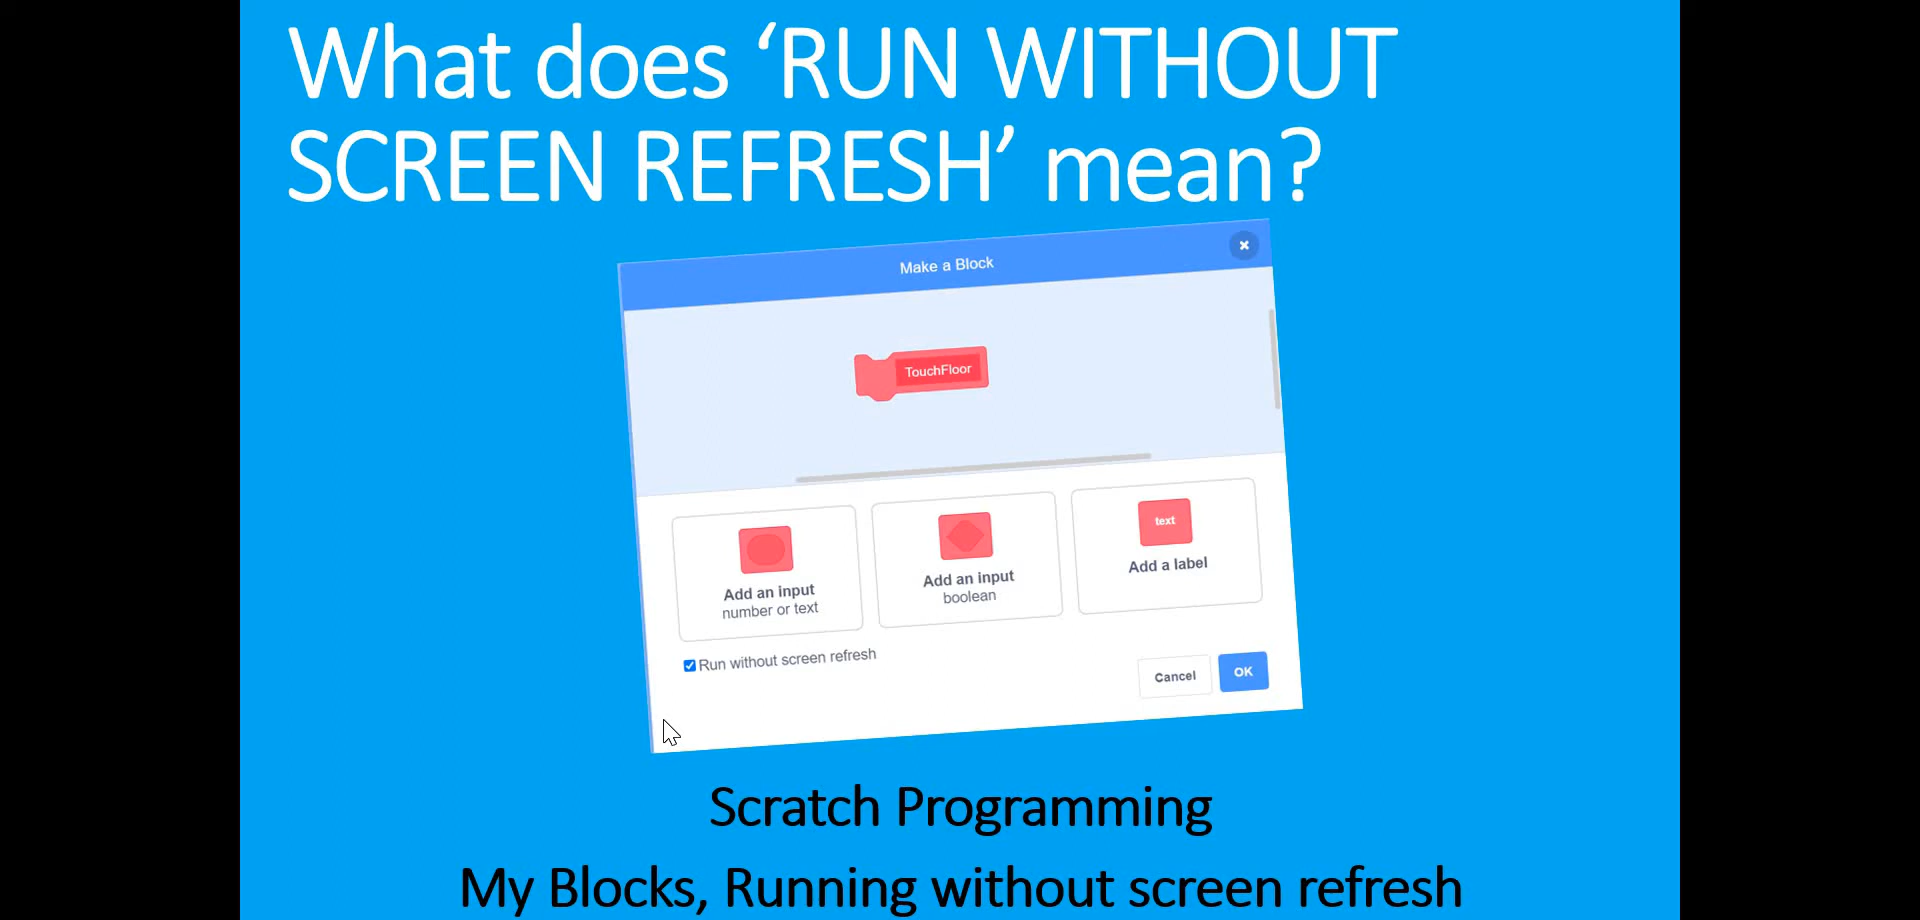 What does ‘RUN WITHOUT
SCREEN REFRESH’ mean?
Make a Block
TouchFloor
text
Add an input
number or text
Add an input
boolean
Add a label
Run without screen refresh
Cancel
OK
Scratch Programming
My Blocks, Running without screen refresh